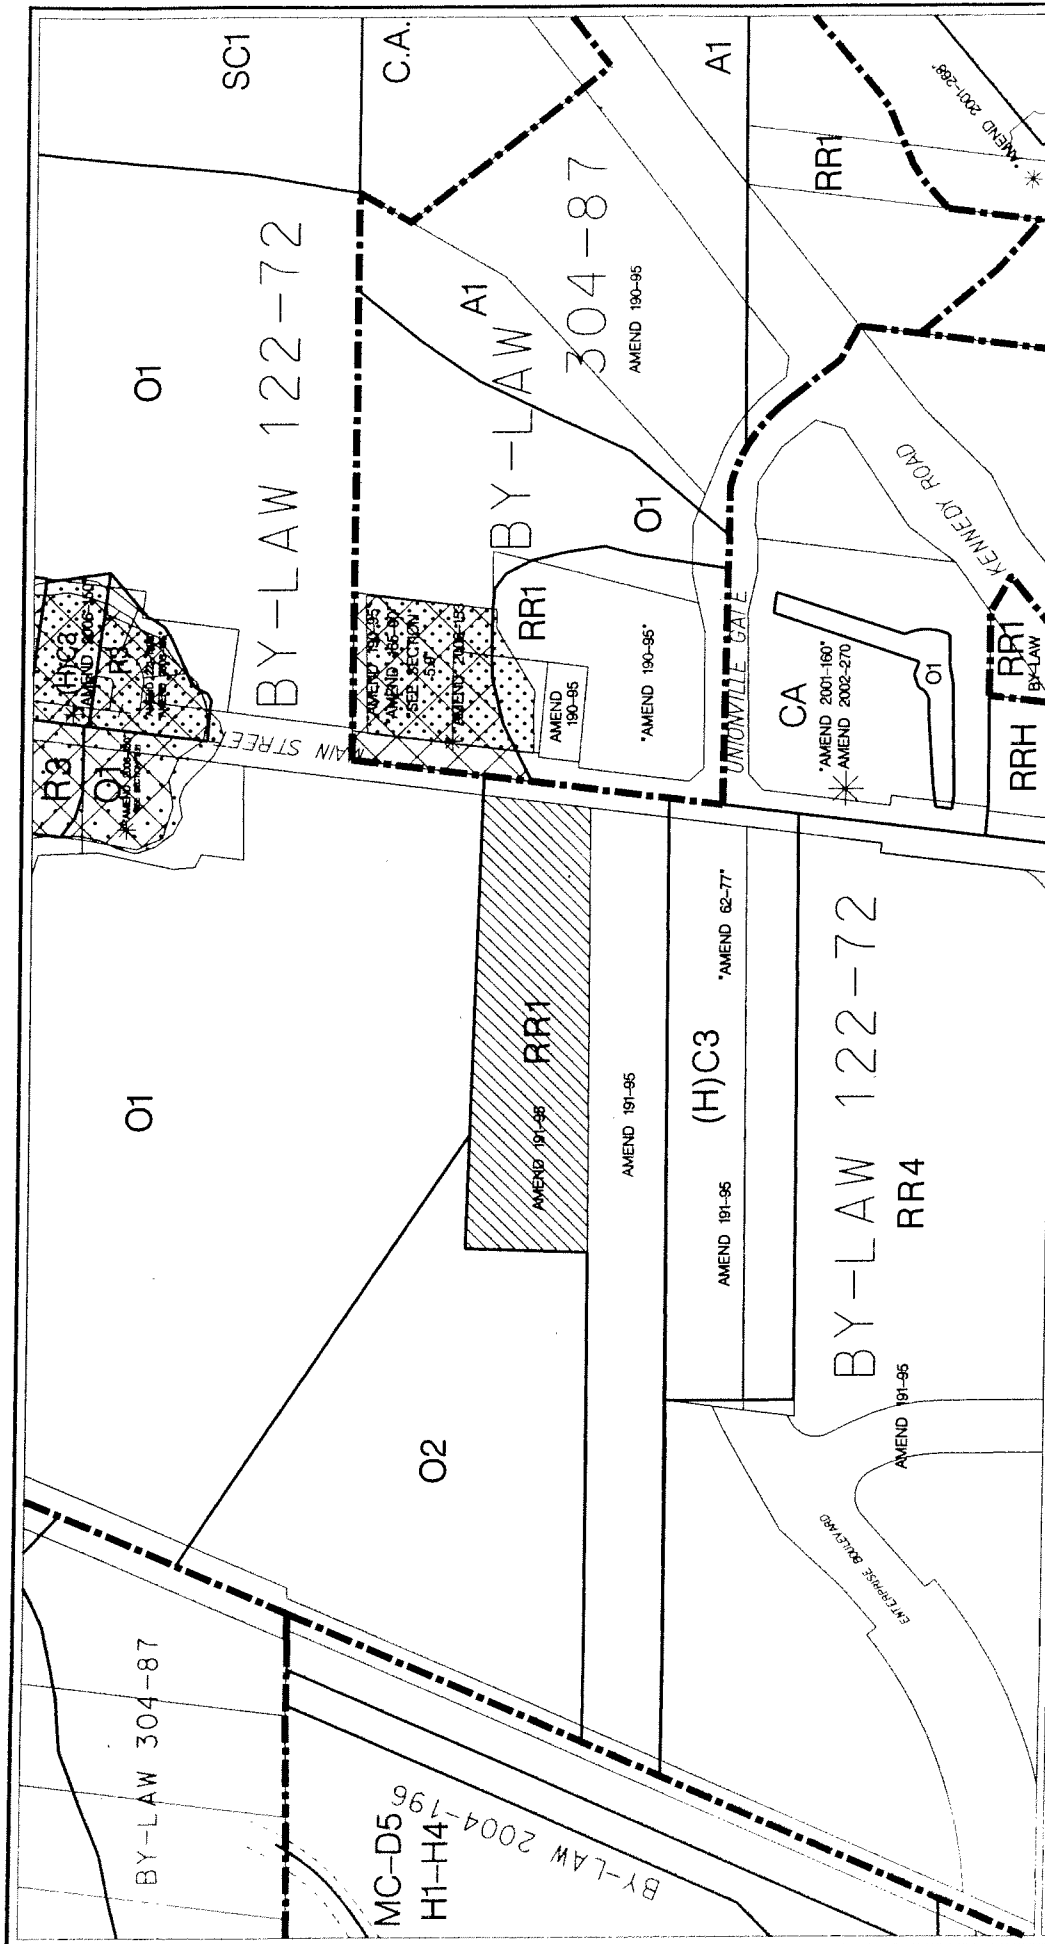 SC1
C.A.
A1
O1
BY-LAW 122-72
A1
BY-LAW
304-87
AMEND 190-95
RR1
"AMEND 2001-268"
O1
KENNEDY ROAD
R3
(H)C3
R3
O1
MAIN STREET
"AMEND 190-95"
"SEE SECTION
RR1
AMEND
190-95
"AMEND 190-95"
UNIONVILLE GATE
CA
"AMEND 2001-160"
AMEND 2002-270
O1
RR1
BY-LAW
RRH
O1
RR1
AMEND 191-95
AMEND 191-95
(H)C3
"AMEND 62-77"
AMEND 191-95
BY-LAW 122-72
RR4
AMEND 191-95
O2
ENTERPRISE BOULEVARD
BY-LAW 304-87
MC-D5
H1-H4
BY-LAW 2004-196